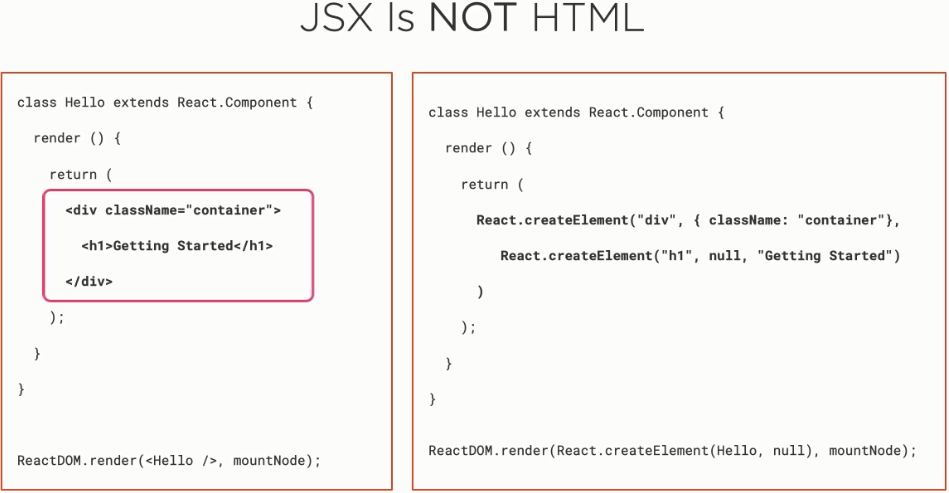 JSX Is NOT HTML
class Hello extends React.Component {
render () {
return (
<div className="container">
<h1>Getting Started</h1>
</div>
);
}
}
ReactDOM.render(<Hello />, mountNode);
class Hello extends React.Component {
render () {
return (
React.createElement("div", { className: "container"},
React.createElement("h1", null, "Getting Started")
)
);
}
}
ReactDOM.render(React.createElement(Hello, null), mountNode);